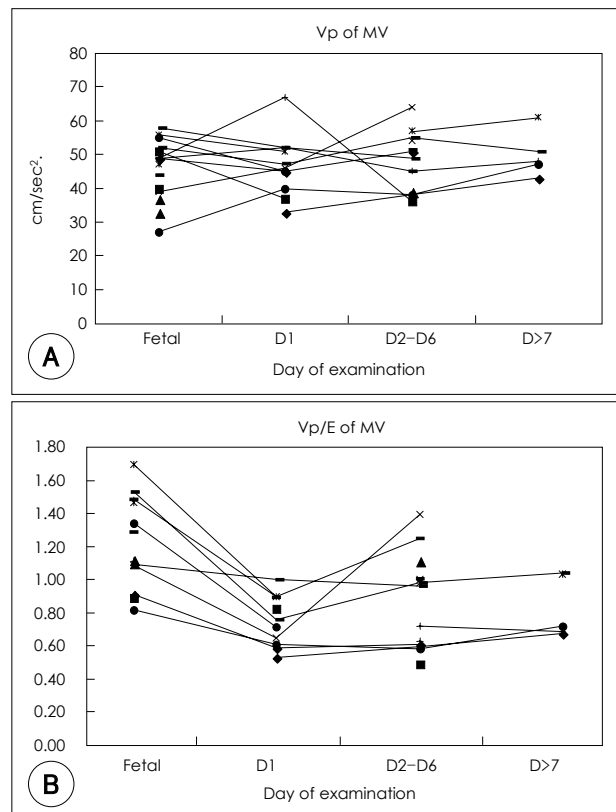 Vp of MV
80
70
60
50
40
30
20
10
0
cm/sec².
Fetal D1 D2–D6 D>7
Day of examination
A
Vp/E of MV
1.80
1.60
1.40
1.20
1.00
0.80
0.60
0.40
0.20
0.00
Fetal D1 D2–D6 D>7
Day of examination
B